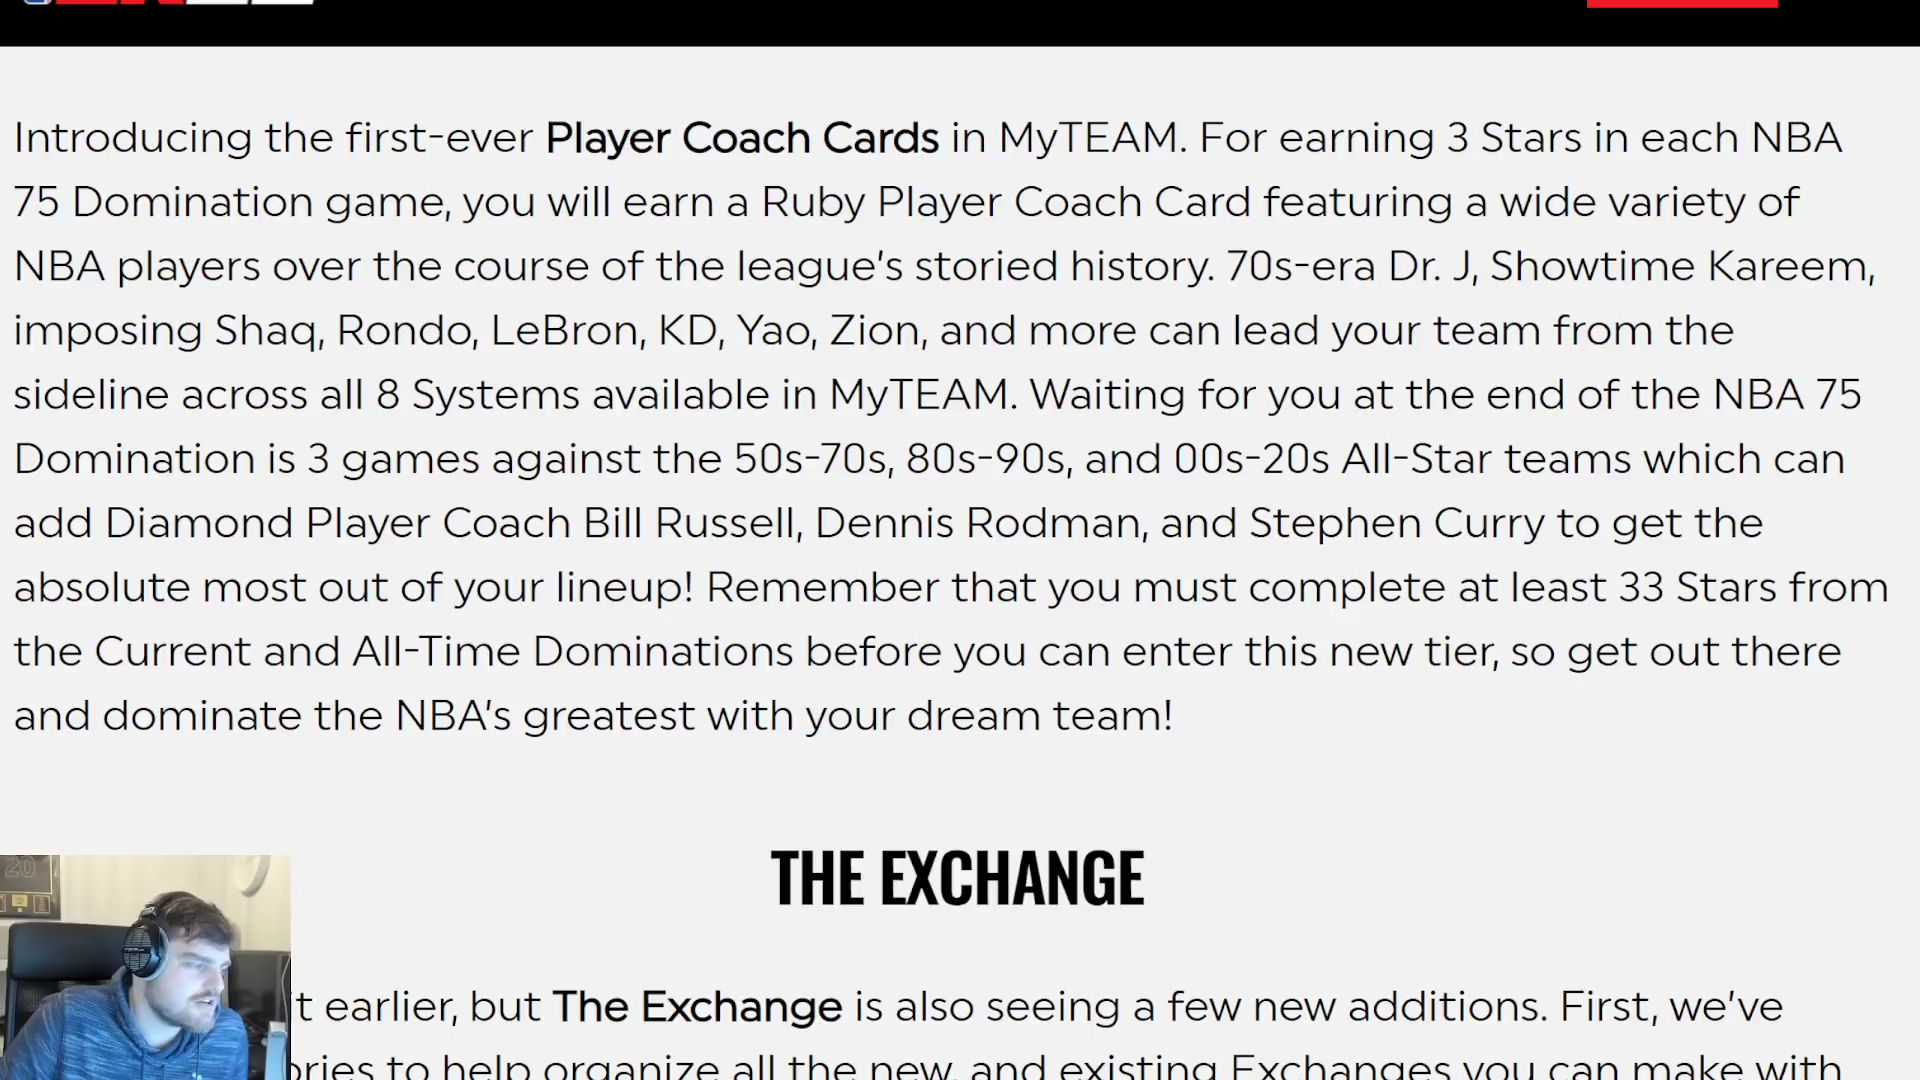 Introducing the first-ever Player Coach Cards in MyTEAM. For earning 3 Stars in each NBA
75 Domination game, you will earn a Ruby Player Coach Card featuring a wide variety of
NBA players over the course of the league's storied history. 70s-era Dr. J, Showtime Kareem,
imposing Shaq, Rondo, LeBron, KD, Yao, Zion, and more can lead your team from the
sideline across all 8 Systems available in MyTEAM. Waiting for you at the end of the NBA 75
Domination is 3 games against the 50s-70s, 80s-90s, and 00s-20s All-Star teams which can
add Diamond Player Coach Bill Russell, Dennis Rodman, and Stephen Curry to get the
absolute most out of your lineup! Remember that you must complete at least 33 Stars from
the Current and All-Time Dominations before you can enter this new tier, so get out there
and dominate the NBA's greatest with your dream team!
THE EXCHANGE
't earlier, but The Exchange is also seeing a few new additions. First, we've
ories to help organize all the new, and existing Exchanges you can make with
20